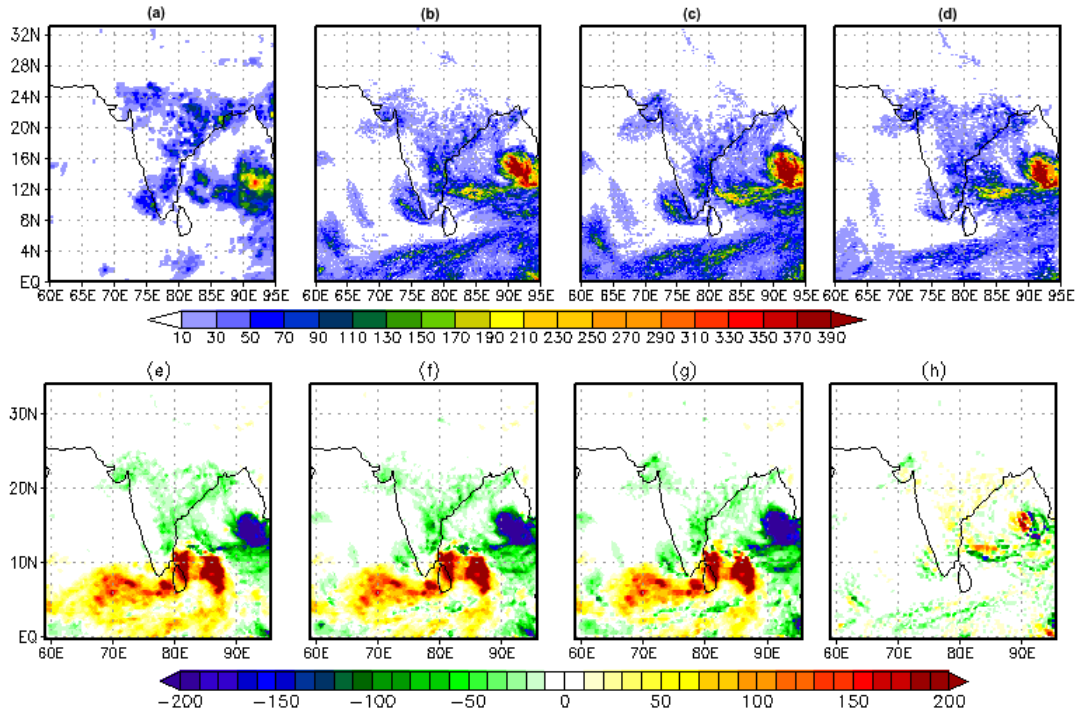 (a) (b) (c) (d)
32N
28N
24N
20N
16N
12N
8N
4N
EQ
60E 65E 70E 75E 80E 85E 90E 95E 60E 65E 70E 75E 80E 85E 90E 95E 60E 65E 70E 75E 80E 85E 90E 95E 60E 65E 70E 75E 80E 85E 90E 95E
10 30 50 70 90 110 130 150 170 190 210 230 250 270 290 310 330 350 370 390
(e) (f) (g) (h)
30N
20N
10N
EQ
60E 70E 80E 90E 60E 70E 80E 90E 60E 70E 80E 90E 60E 70E 80E 90E
−200 −150 −100 −50 0 50 100 150 200